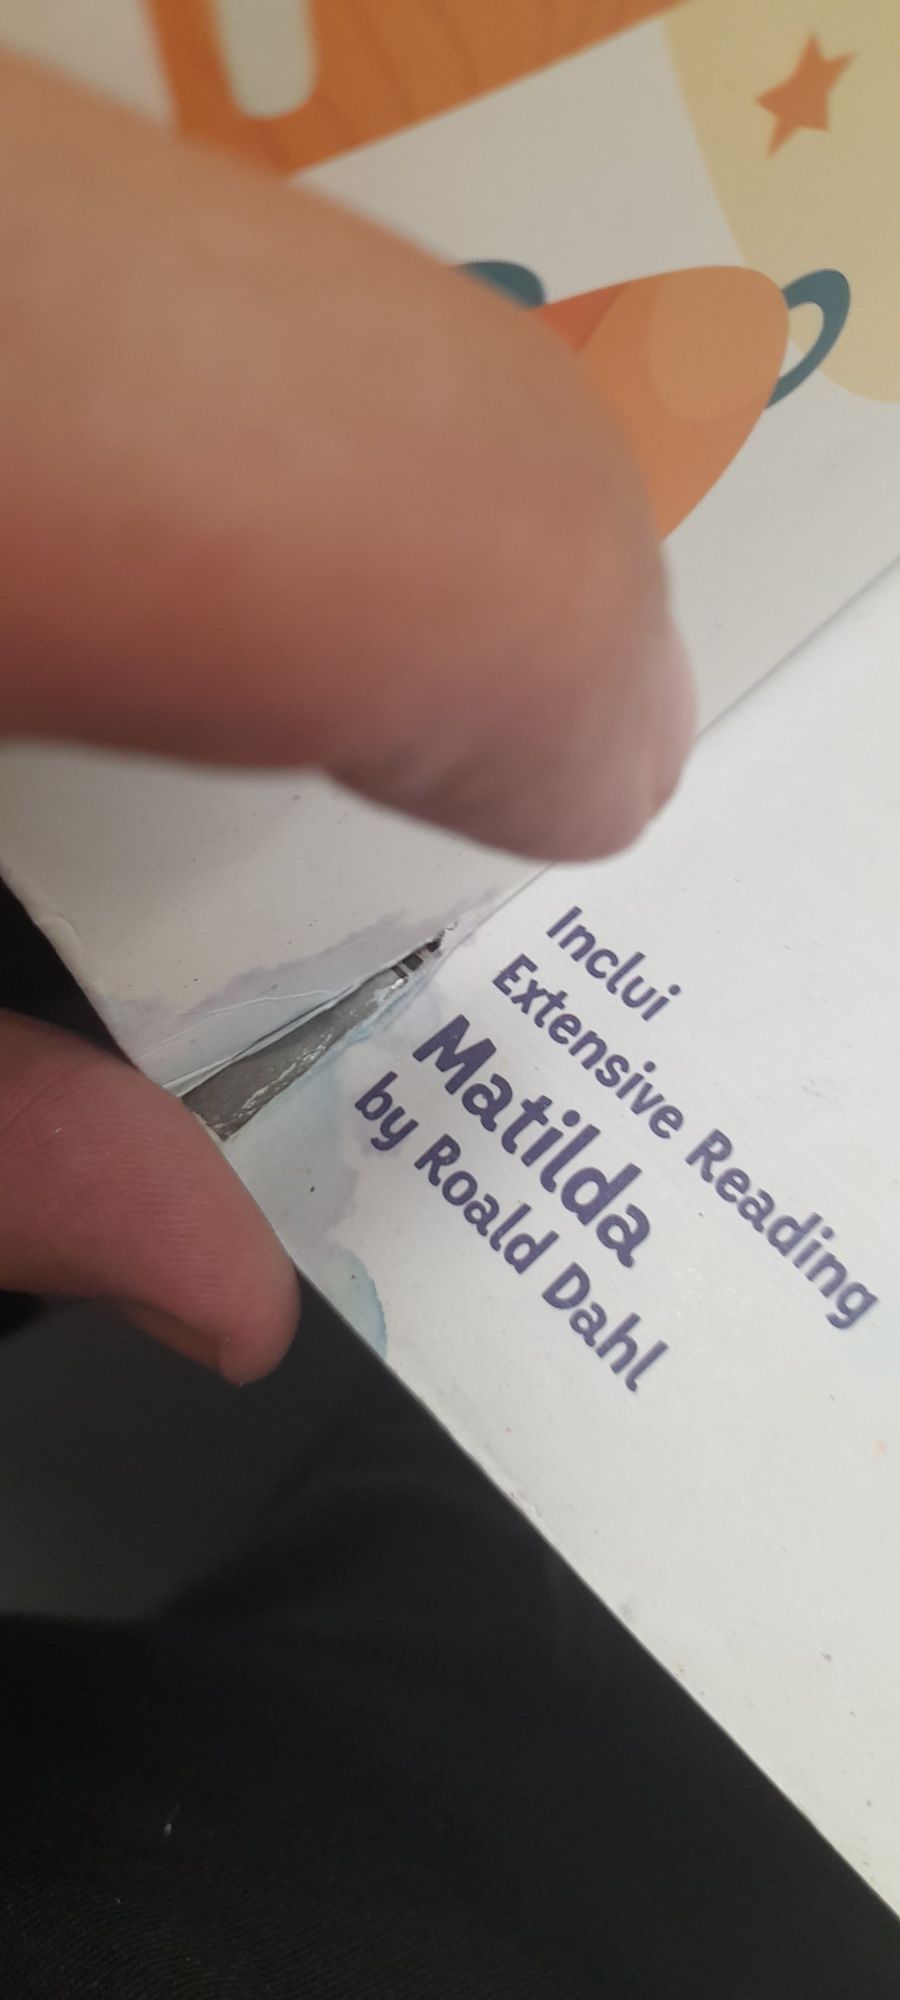 Inclui
Extensive Reading
Matilda
by Roald Dahl